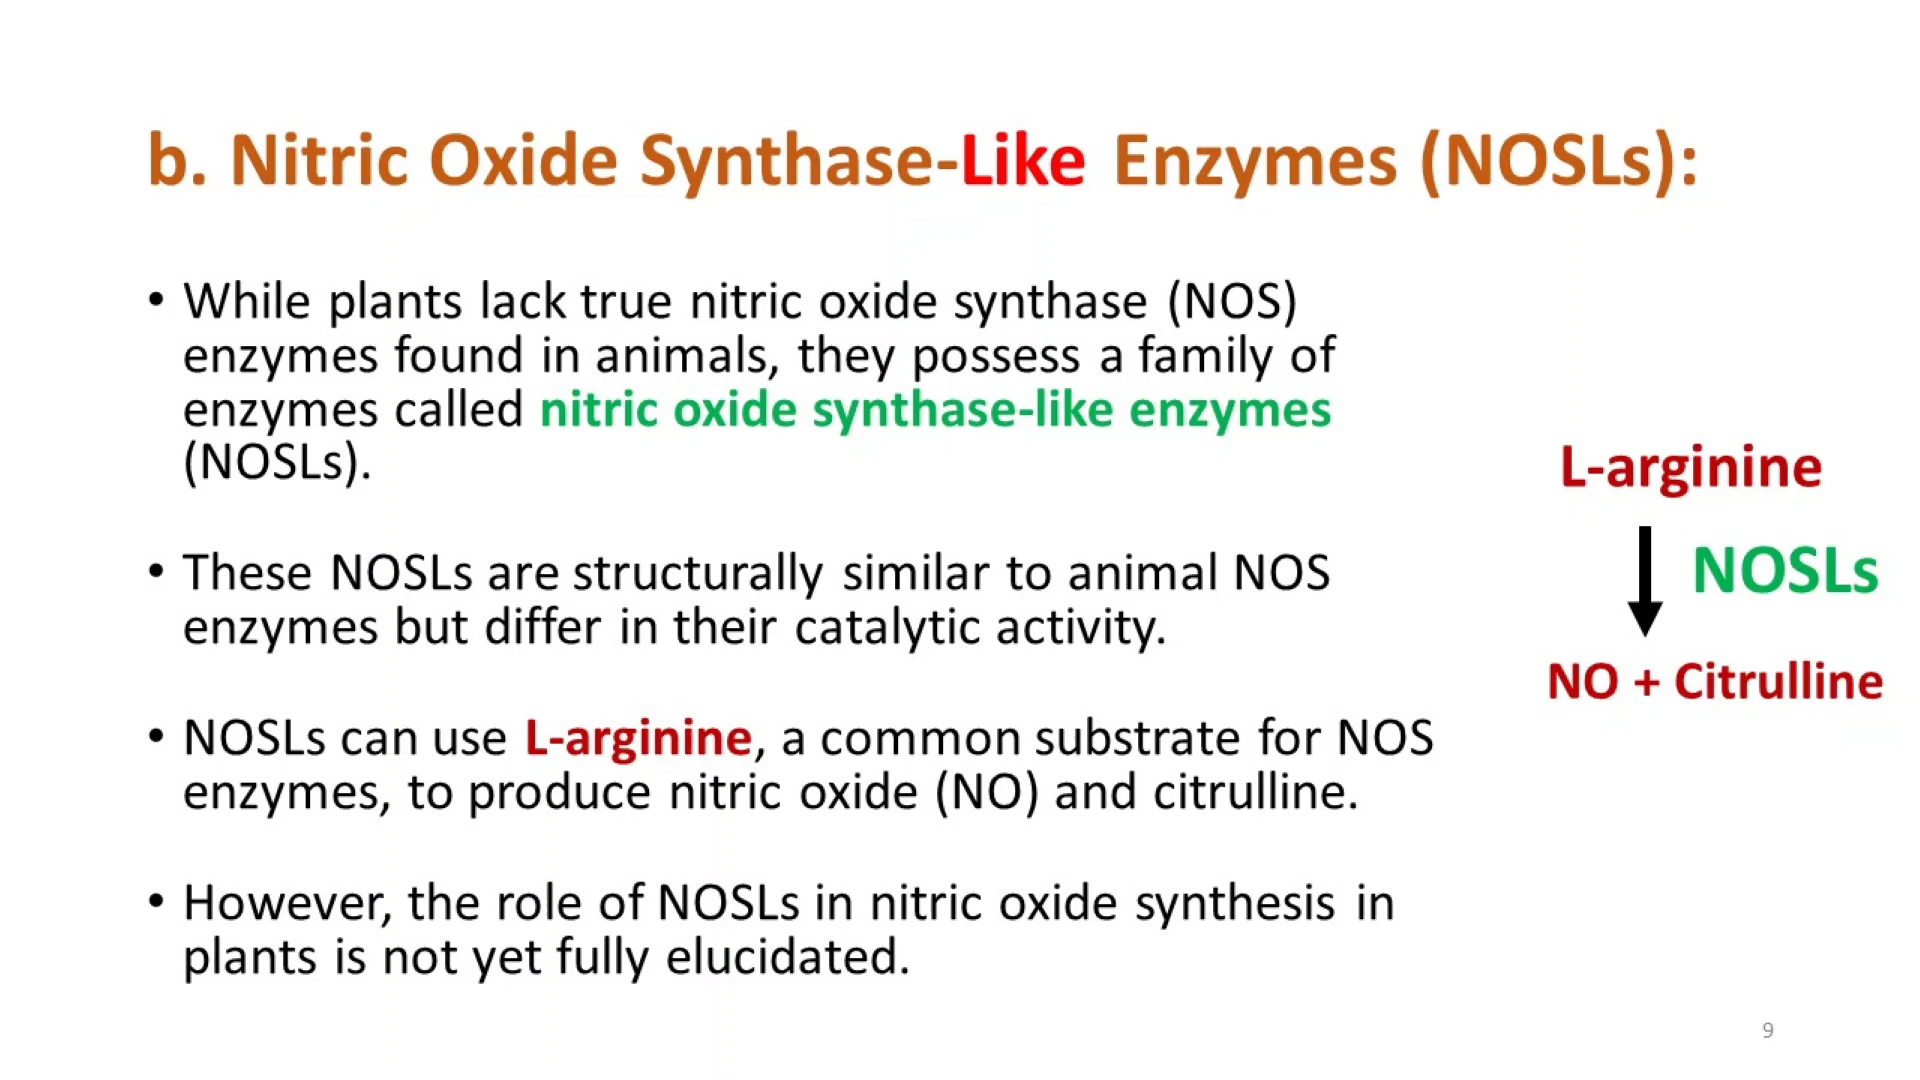 b. Nitric Oxide Synthase-Like Enzymes (NOSLs):
• While plants lack true nitric oxide synthase (NOS)
enzymes found in animals, they possess a family of
enzymes called nitric oxide synthase-like enzymes
(NOSLs).
• These NOSLs are structurally similar to animal NOS
enzymes but differ in their catalytic activity.
• NOSLs can use L-arginine, a common substrate for NOS
enzymes, to produce nitric oxide (NO) and citrulline.
• However, the role of NOSLs in nitric oxide synthesis in
plants is not yet fully elucidated.
L-arginine
NOSLs
NO + Citrulline
9